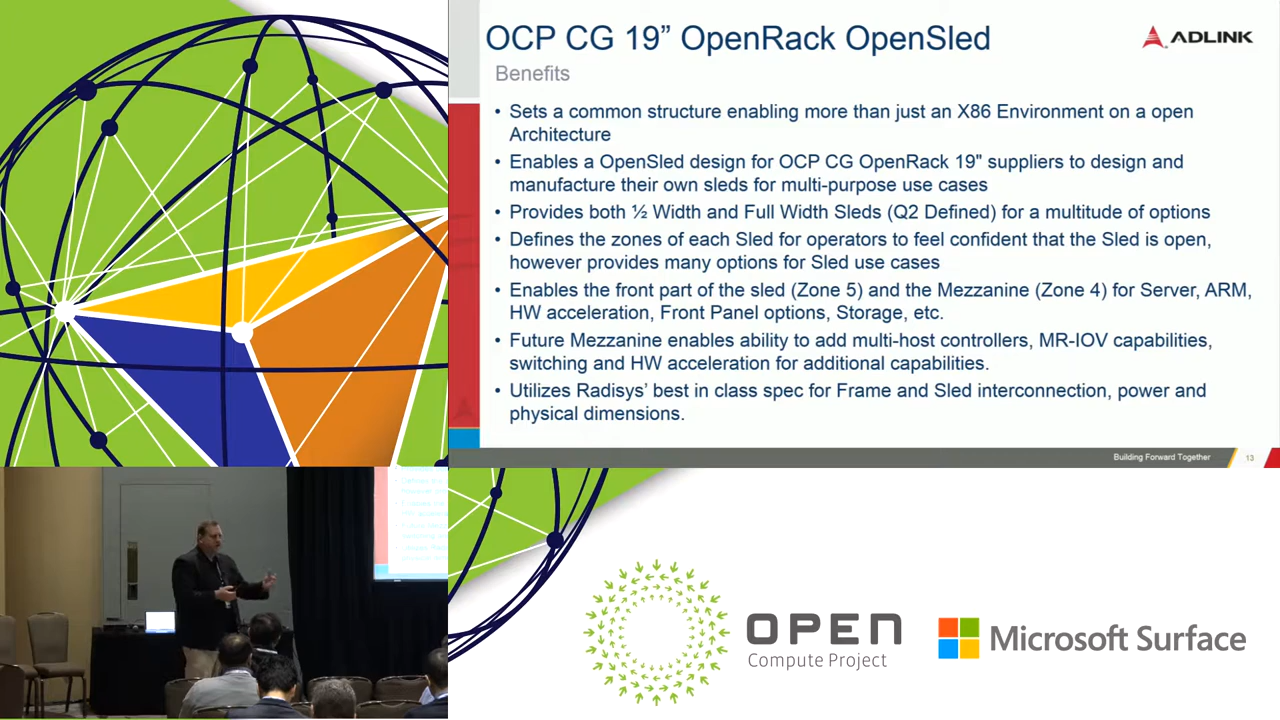 OCP CG 19” OpenRack OpenSled
ADLINK
Benefits
• Sets a common structure enabling more than just an X86 Environment on a open
Architecture
• Enables a OpenSled design for OCP CG OpenRack 19" suppliers to design and
manufacture their own sleds for multi-purpose use cases
• Provides both ½ Width and Full Width Sleds (Q2 Defined) for a multitude of options
• Defines the zones of each Sled for operators to feel confident that the Sled is open,
however provides many options for Sled use cases
• Enables the front part of the sled (Zone 5) and the Mezzanine (Zone 4) for Server, ARM,
HW acceleration, Front Panel options, Storage, etc.
• Future Mezzanine enables ability to add multi-host controllers, MR-IOV capabilities,
switching and HW acceleration for additional capabilities.
• Utilizes Radisys’ best in class spec for Frame and Sled interconnection, power and
physical dimensions.
Building Forward Together
13
OPEN
Compute Project
Microsoft Surface